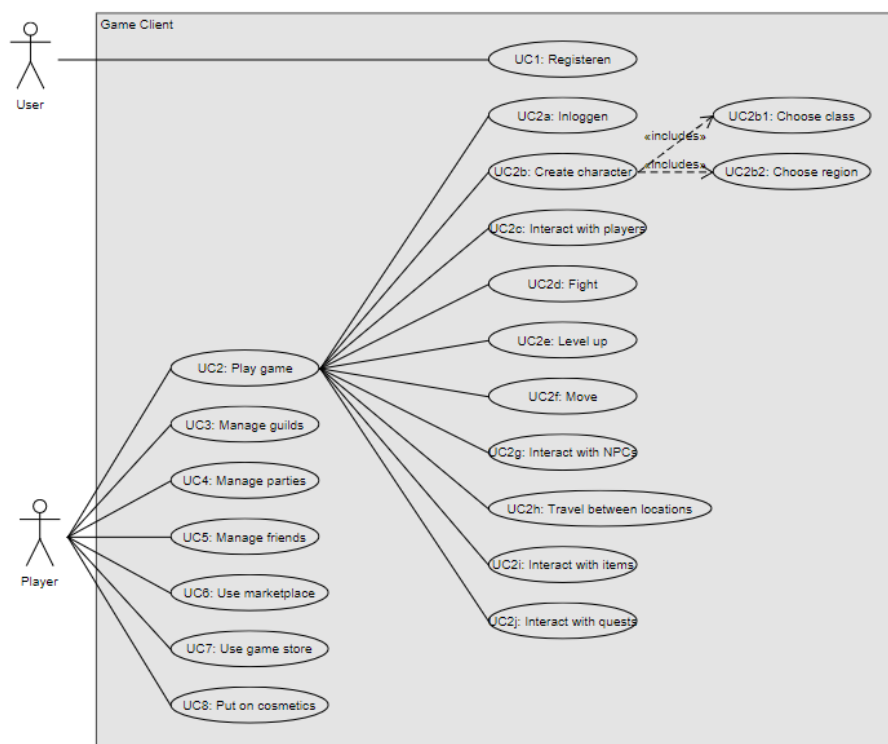 Game Client
User
UC1: Registeren
UC2a: Inloggen
UC2b: Create character
«includes»
UC2b1: Choose class
«includes»
UC2b2: Choose region
UC2c: Interact with players
UC2d: Fight
UC2e: Level up
UC2: Play game
UC2f: Move
UC3: Manage guilds
UC2g: Interact with NPCs
UC4: Manage parties
UC2h: Travel between locations
UC5: Manage friends
UC2i: Interact with items
Player
UC6: Use marketplace
UC2j: Interact with quests
UC7: Use game store
UC8: Put on cosmetics